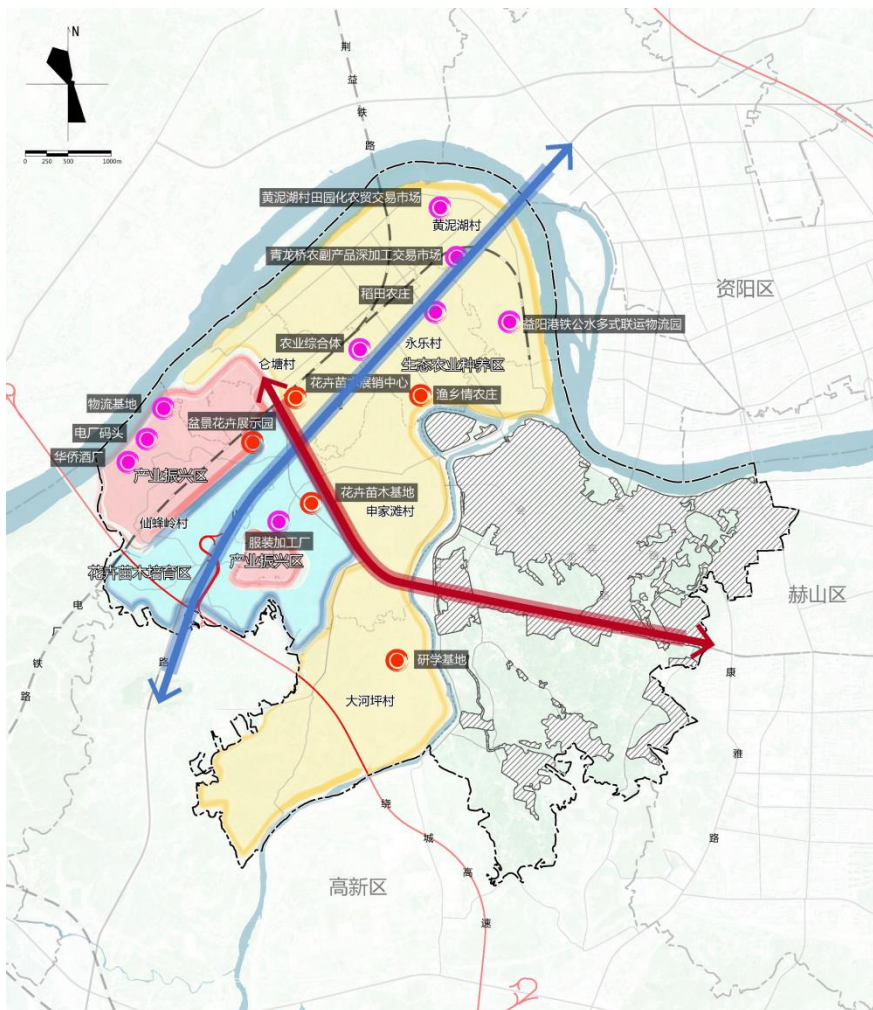 N
0 250 500 1000m
荆益铁路
黄泥湖村田园化农贸交易市场
黄泥湖村
青龙桥农副产品深加工交易市场
资阳区
稻田农庄
益阳港铁公水多式联运物流园
农业综合体
永乐村
仑塘村
生态农业种养区
花卉苗木展销中心
渔乡情农庄
物流基地
盆景花卉展示园
电厂码头
华侨酒厂
产业振兴区
花卉苗木基地
申家滩村
仙蜂岭村
服装加工厂
产业振兴区
花卉苗木培育区
赫山区
研学基地
电厂铁路
路
大河坪村
康雅路
绕城高速
高新区